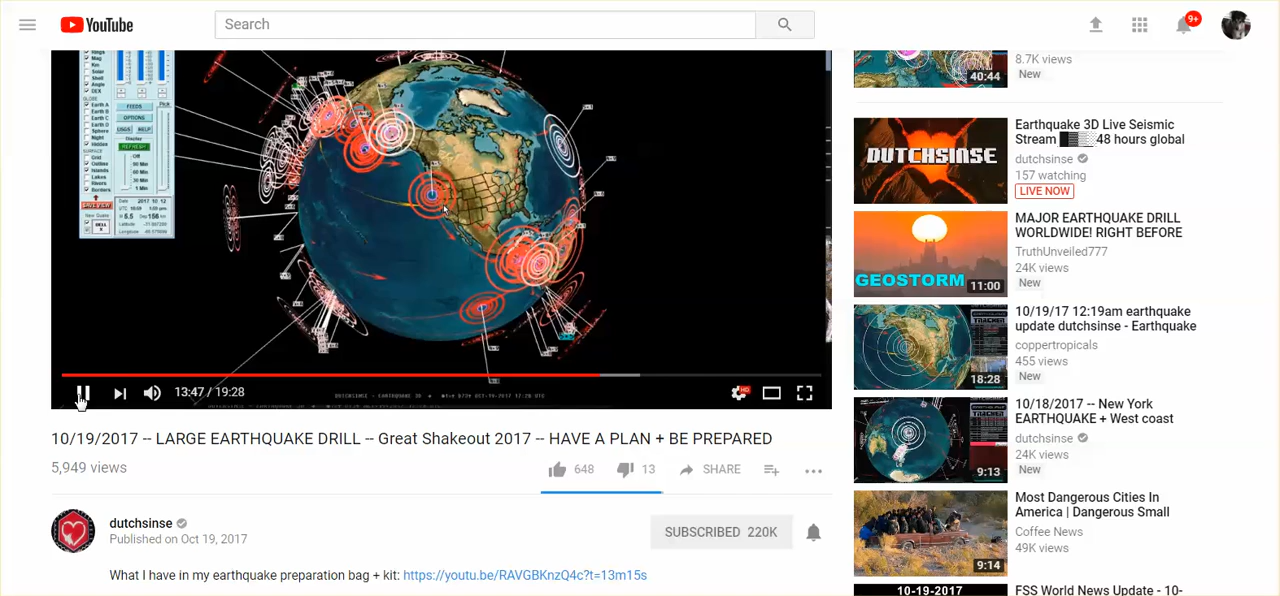 YouTube
Search
9+
FEEDS
OPTIONS
USGS HELP
REFRESH
13:47 / 19:28
HD
10/19/2017 -- LARGE EARTHQUAKE DRILL -- Great Shakeout 2017 -- HAVE A PLAN + BE PREPARED
5,949 views
648
13
SHARE
dutchsinse
Published on Oct 19, 2017
SUBSCRIBED 220K
What I have in my earthquake preparation bag + kit: https://youtu.be/RAVGBKnzQ4c?t=13m15s
40:44
8.7K views
New
DUTCHSINSE
Earthquake 3D Live Seismic
Stream ▓▓░░48 hours global
dutchsinse
157 watching
LIVE NOW
GEOSTORM
11:00
MAJOR EARTHQUAKE DRILL
WORLDWIDE! RIGHT BEFORE
TruthUnveiled777
24K views
New
18:28
10/19/17 12:19am earthquake
update dutchsinse - Earthquake
coppertropicals
455 views
New
9:13
10/18/2017 -- New York
EARTHQUAKE + West coast
dutchsinse
24K views
New
9:14
Most Dangerous Cities In
America | Dangerous Small
Coffee News
49K views
10-19-2017
FSS World News Update - 10-